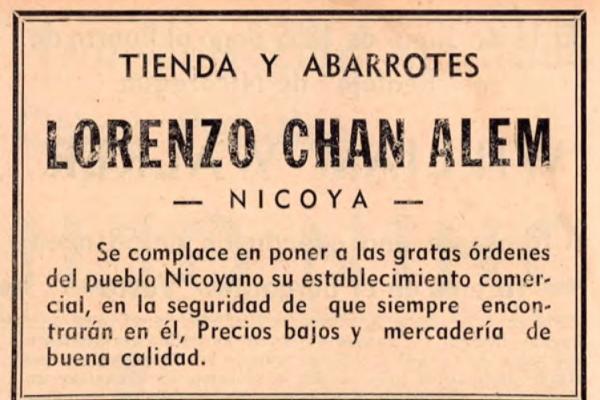 TIENDA Y ABARROTES
LORENZO CHAN ALEM
— NICOYA —
Se complace en poner a las gratas órdenes
del pueblo Nicoyano su establecimiento comer-
cial, en la seguridad de que siempre encon-
trarán en él, Precios bajos y mercadería de
buena calidad.